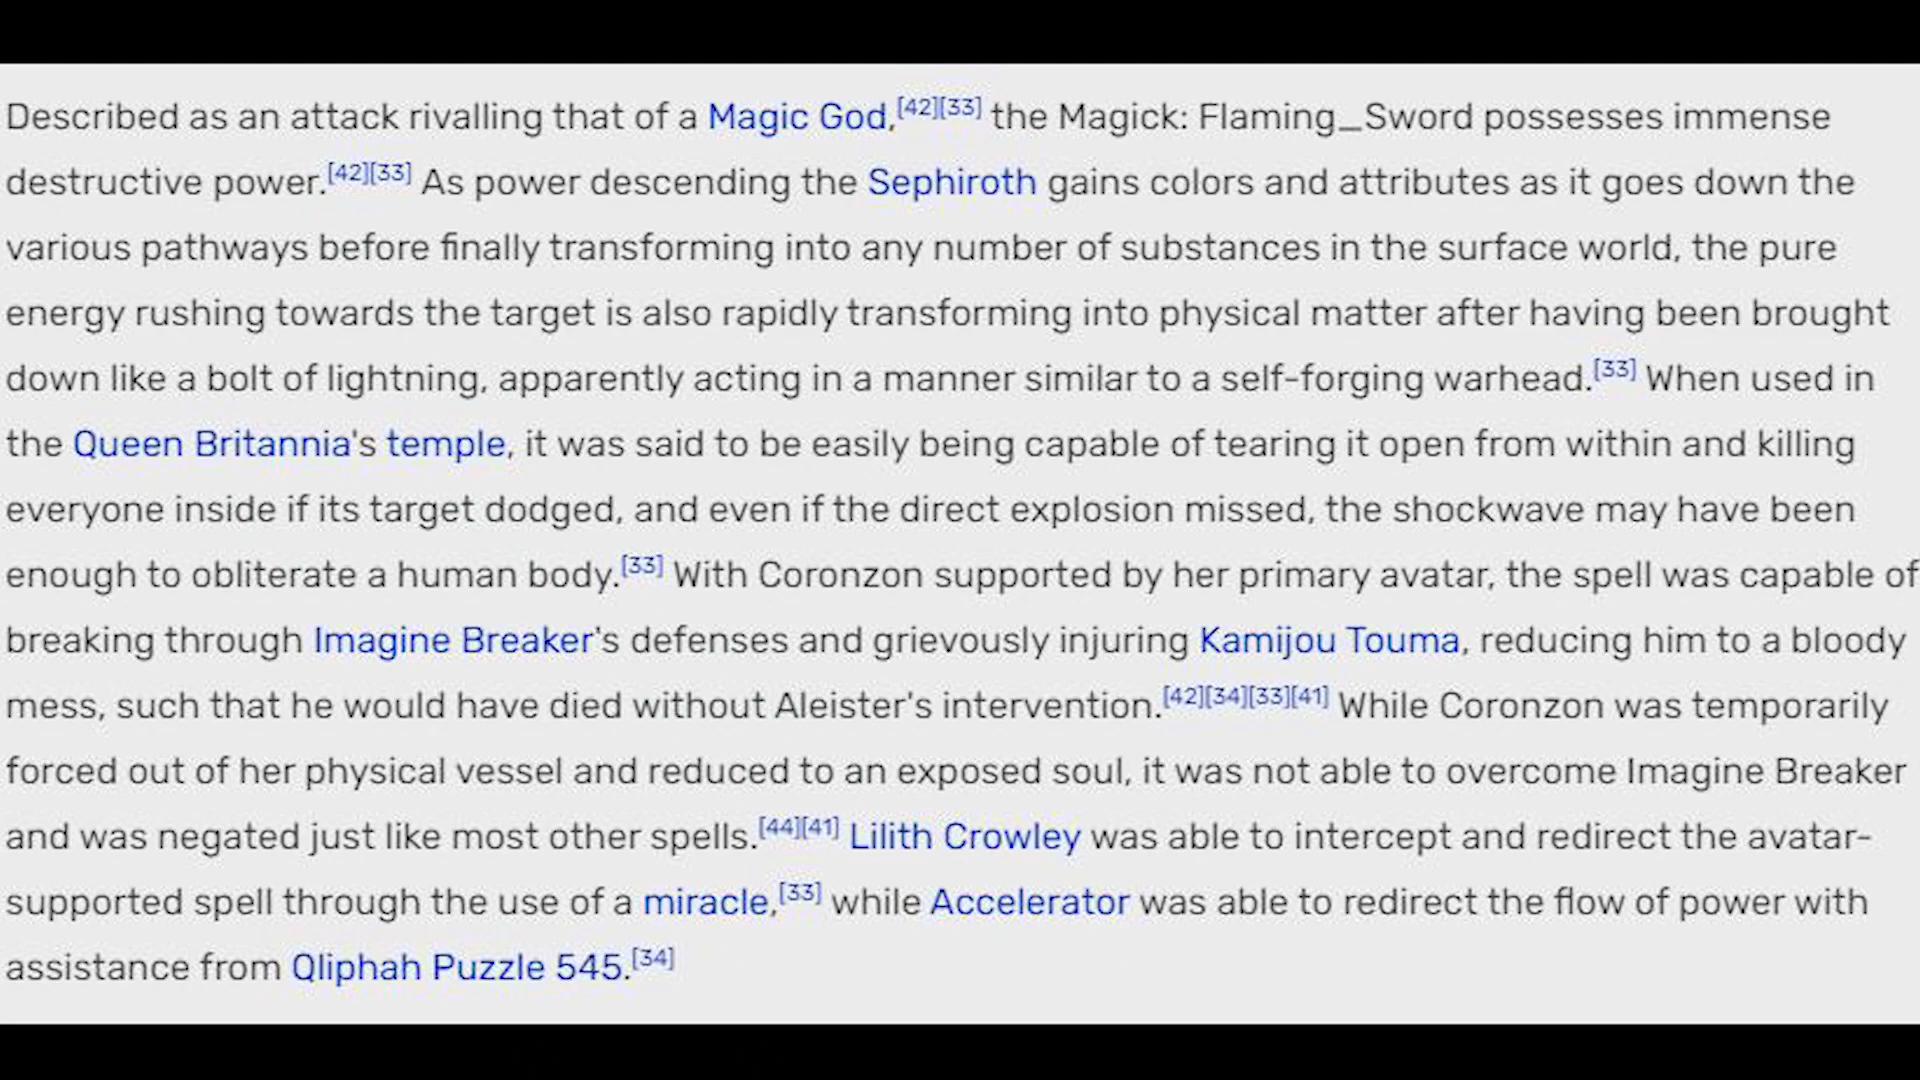 Described as an attack rivalling that of a Magic God,[42][33] the Magick: Flaming_Sword possesses immense
destructive power.[42][33] As power descending the Sephiroth gains colors and attributes as it goes down the
various pathways before finally transforming into any number of substances in the surface world, the pure
energy rushing towards the target is also rapidly transforming into physical matter after having been brought
down like a bolt of lightning, apparently acting in a manner similar to a self-forging warhead.[33] When used in
the Queen Britannia's temple, it was said to be easily being capable of tearing it open from within and killing
everyone inside if its target dodged, and even if the direct explosion missed, the shockwave may have been
enough to obliterate a human body.[33] With Coronzon supported by her primary avatar, the spell was capable of
breaking through Imagine Breaker's defenses and grievously injuring Kamijou Touma, reducing him to a bloody
mess, such that he would have died without Aleister's intervention.[42][34][33][41] While Coronzon was temporarily
forced out of her physical vessel and reduced to an exposed soul, it was not able to overcome Imagine Breaker
and was negated just like most other spells.[44][41] Lilith Crowley was able to intercept and redirect the avatar-
supported spell through the use of a miracle,[33] while Accelerator was able to redirect the flow of power with
assistance from Qliphah Puzzle 545.[34]